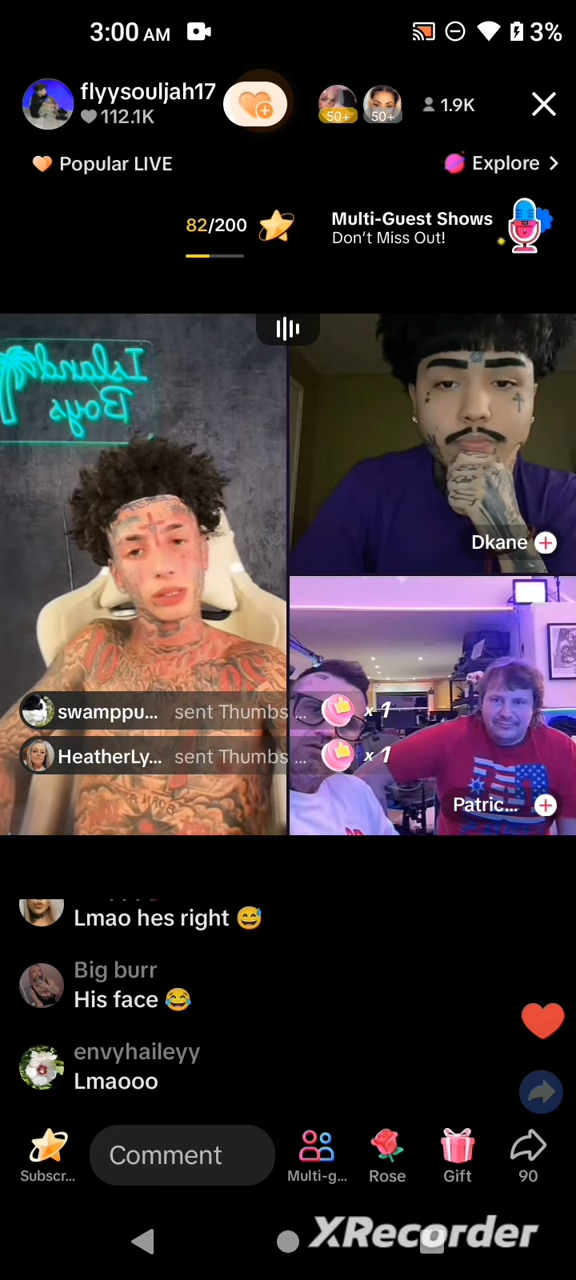 3:00 AM
3%
flyysouljah17
112.1K
50+
50+
1.9K
Popular LIVE
Explore >
82/200
Multi-Guest Shows
Don't Miss Out!
Island
Boys
Dkane
swamppu... sent Thumbs ... x 1
HeatherLy... sent Thumbs ... x 1
Patric...
Lmao hes right 😅
Big burr
His face 😂
envyhaileyy
Lmaooo
Subscr...
Comment
Multi-g...
Rose
Gift
90
XRecorder